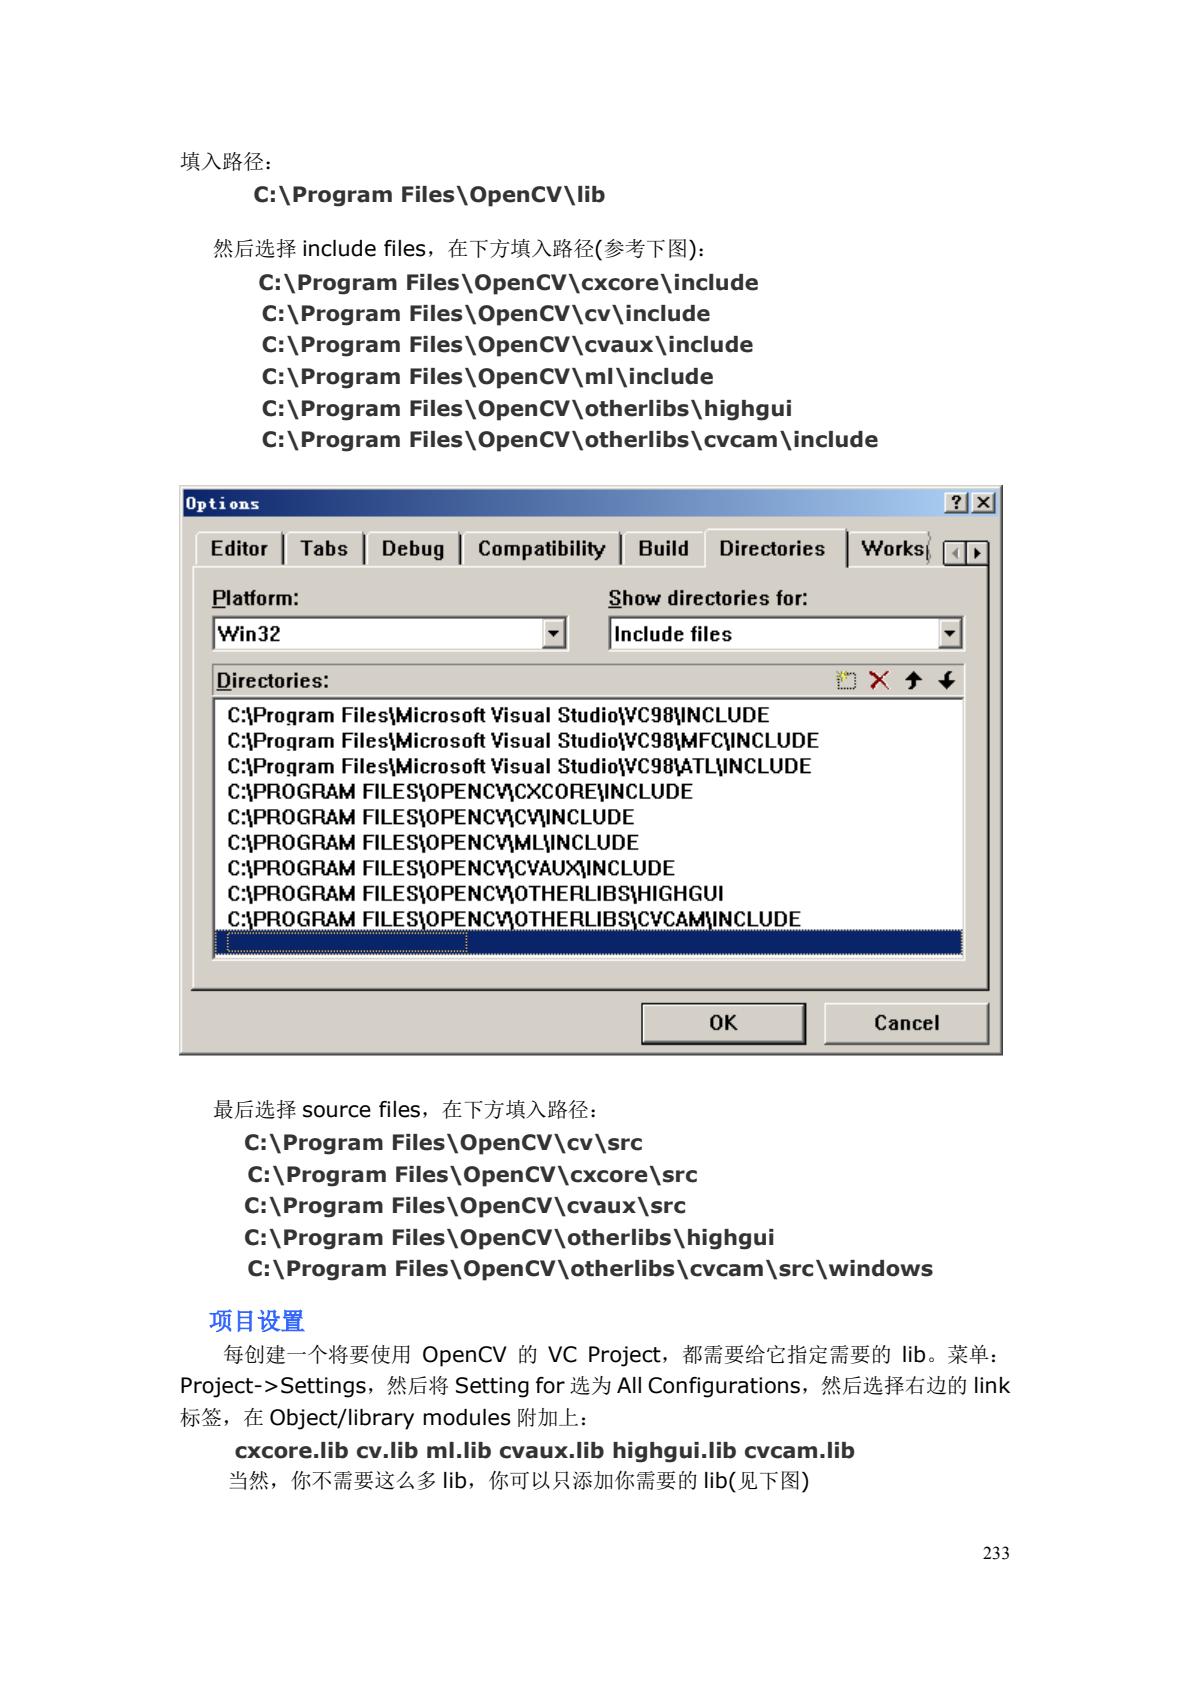 填入路径：
C:\Program Files\OpenCV\lib
然后选择 include files，在下方填入路径(参考下图)：
C:\Program Files\OpenCV\cxcore\include
C:\Program Files\OpenCV\cv\include
C:\Program Files\OpenCV\cvaux\include
C:\Program Files\OpenCV\ml\include
C:\Program Files\OpenCV\otherlibs\highgui
C:\Program Files\OpenCV\otherlibs\cvcam\include
Options
Editor Tabs Debug Compatibility Build Directories Works
Platform: Show directories for:
Win32 Include files
Directories:
C:\Program Files\Microsoft Visual Studio\VC98\INCLUDE
C:\Program Files\Microsoft Visual Studio\VC98\MFC\INCLUDE
C:\Program Files\Microsoft Visual Studio\VC98\ATL\INCLUDE
C:\PROGRAM FILES\OPENCV\CXCORE\INCLUDE
C:\PROGRAM FILES\OPENCV\CV\INCLUDE
C:\PROGRAM FILES\OPENCV\ML\INCLUDE
C:\PROGRAM FILES\OPENCV\CVAUX\INCLUDE
C:\PROGRAM FILES\OPENCV\OTHERLIBS\HIGHGUI
C:\PROGRAM FILES\OPENCV\OTHERLIBS\CVCAM\INCLUDE
OK Cancel
最后选择 source files，在下方填入路径：
C:\Program Files\OpenCV\cv\src
C:\Program Files\OpenCV\cxcore\src
C:\Program Files\OpenCV\cvaux\src
C:\Program Files\OpenCV\otherlibs\highgui
C:\Program Files\OpenCV\otherlibs\cvcam\src\windows
项目设置
每创建一个将要使用 OpenCV 的 VC Project，都需要给它指定需要的 lib。菜单：
Project->Settings，然后将 Setting for 选为 All Configurations，然后选择右边的 link
标签，在 Object/library modules 附加上：
cxcore.lib cv.lib ml.lib cvaux.lib highgui.lib cvcam.lib
当然，你不需要这么多 lib，你可以只添加你需要的 lib(见下图)
233